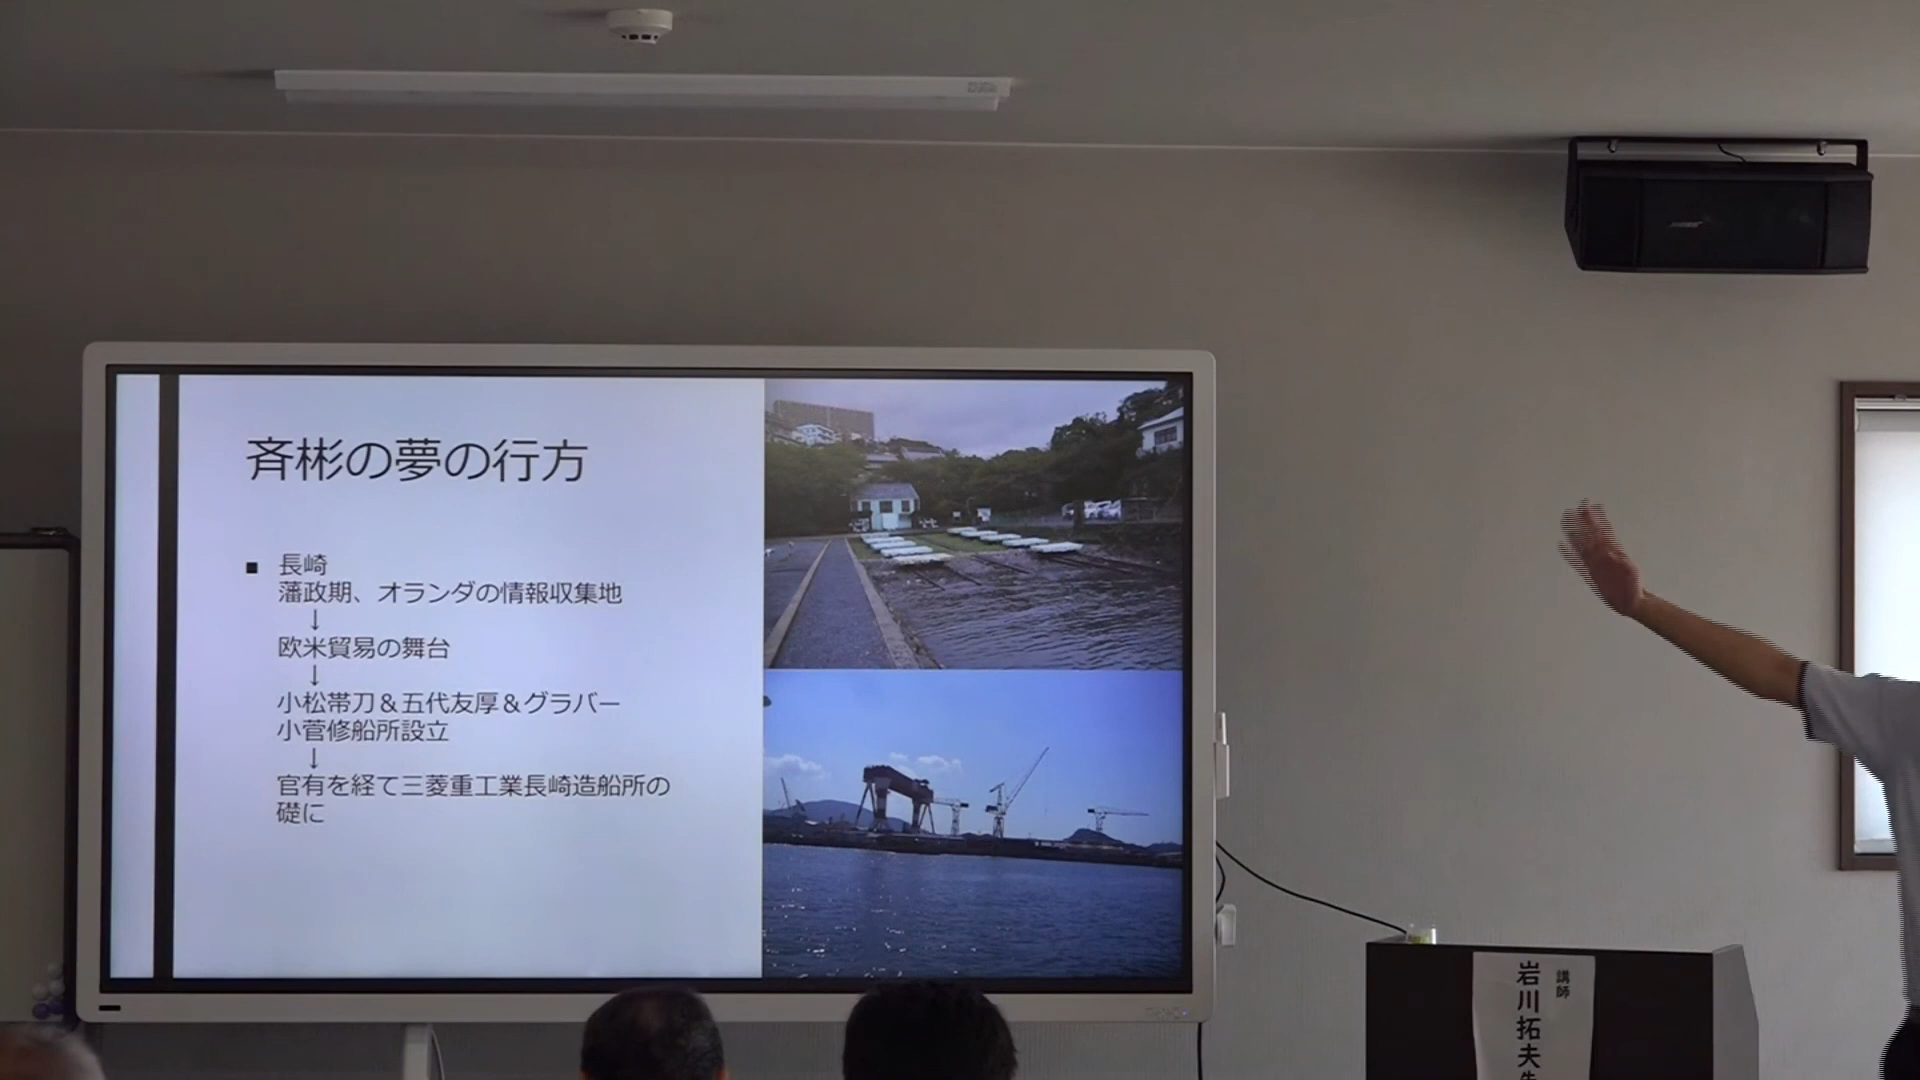 斉彬の夢の行方
■ 長崎
藩政期、オランダの情報収集地
↓
欧米貿易の舞台
↓
小松帯刀＆五代友厚＆グラバー
小菅修船所設立
↓
官有を経て三菱重工業長崎造船所の
礎に
BOSE
講師
岩川拓夫